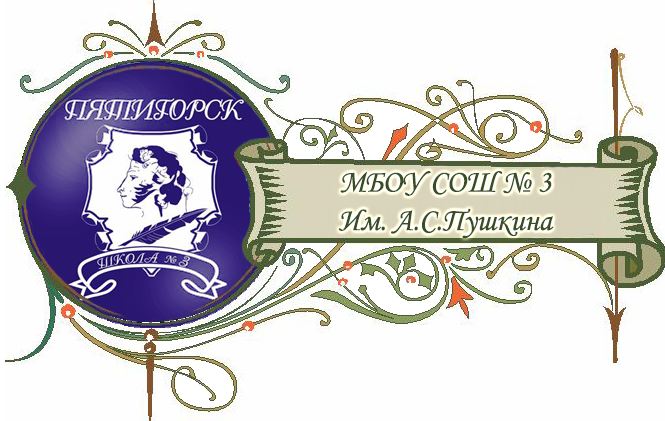 ПЯТИГОРСК
ШКОЛА № 3
МБОУ СОШ № 3
Им. А.С.Пушкина